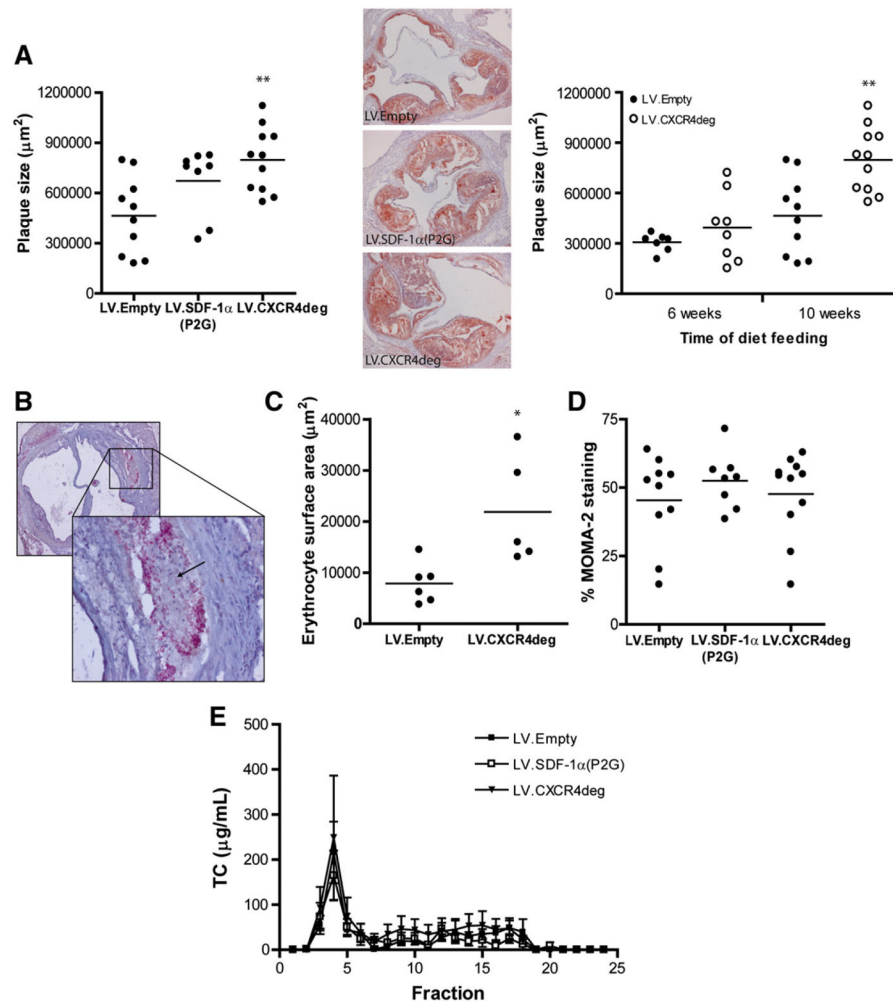 A
Plaque size (μm²)
1200000
900000
600000
300000
0
**
LV.Empty
LV.SDF-1α
(P2G)
LV.CXCR4deg
LV.Empty
LV.SDF-1α(P2G)
LV.CXCR4deg
Plaque size (μm²)
1200000
900000
600000
300000
0
LV.Empty
LV.CXCR4deg
**
6 weeks
10 weeks
Time of diet feeding
B
C
Erythrocyte surface area (μm²)
40000
30000
20000
10000
0
*
LV.Empty
LV.CXCR4deg
D
% MOMA-2 staining
75
50
25
0
LV.Empty
LV.SDF-1α
(P2G)
LV.CXCR4deg
E
TC (μg/mL)
500
400
300
200
100
0
LV.Empty
LV.SDF-1α(P2G)
LV.CXCR4deg
0 5 10 15 20 25
Fraction